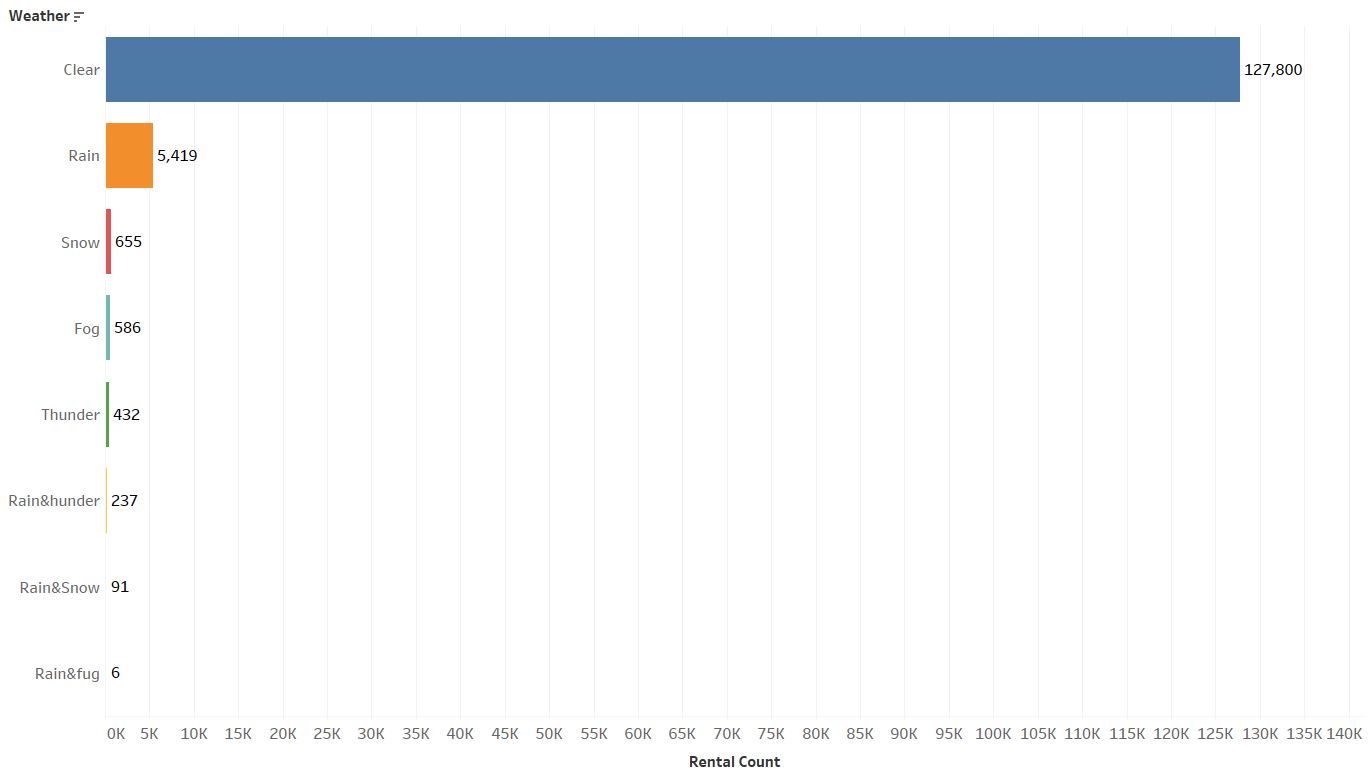 Weather
Clear 127,800
Rain 5,419
Snow 655
Fog 586
Thunder 432
Rain&hunder 237
Rain&Snow 91
Rain&fug 6
0K 5K 10K 15K 20K 25K 30K 35K 40K 45K 50K 55K 60K 65K 70K 75K 80K 85K 90K 95K 100K 105K 110K 115K 120K 125K 130K 135K 140K
Rental Count